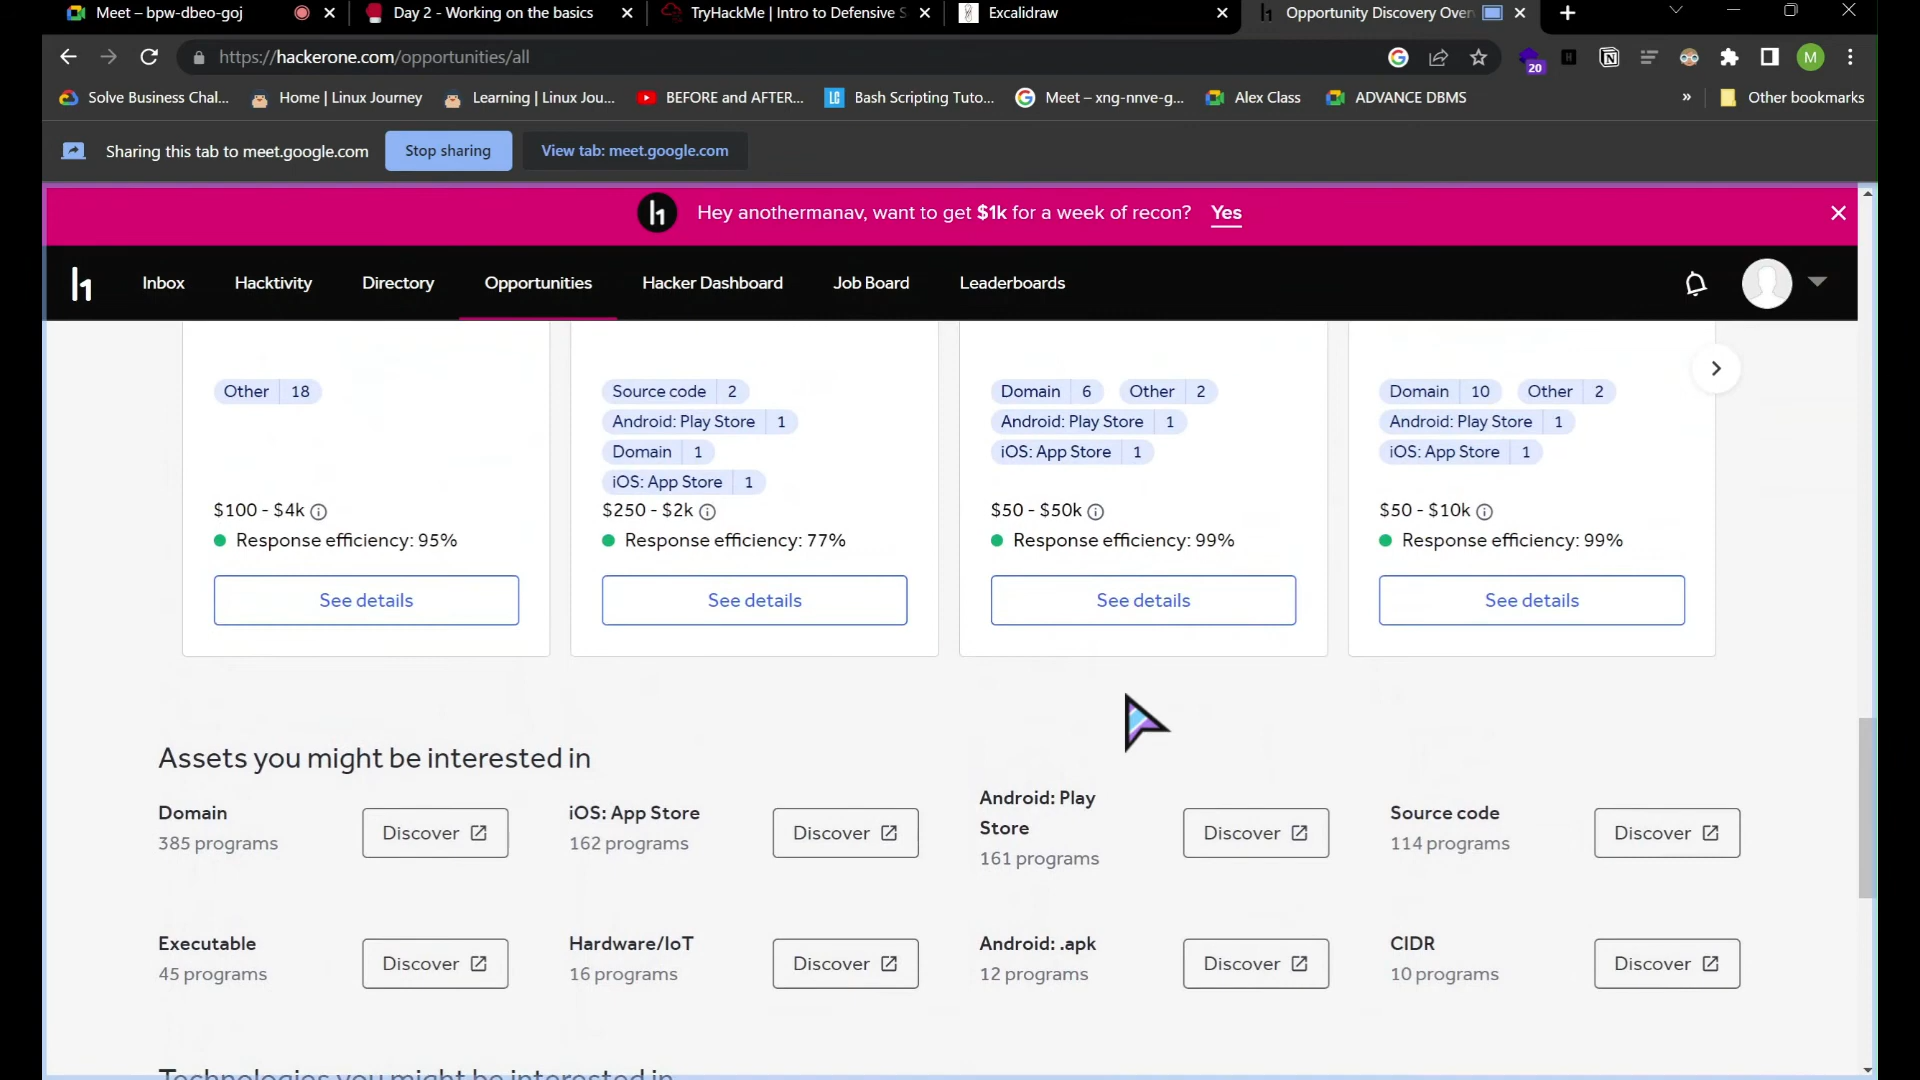 Meet – bpw-dbeo-goj
Day 2 - Working on the basics
TryHackMe | Intro to Defensive S
Excalidraw
Opportunity Discovery Over
https://hackerone.com/opportunities/all
20
M
Solve Business Chal...
Home | Linux Journey
Learning | Linux Jou...
BEFORE and AFTER...
Bash Scripting Tuto...
Meet – xng-nnve-g...
Alex Class
ADVANCE DBMS
»
Other bookmarks
Sharing this tab to meet.google.com
Stop sharing
View tab: meet.google.com
h1
Hey anothermanav, want to get $1k for a week of recon? Yes
h1
Inbox
Hacktivity
Directory
Opportunities
Hacker Dashboard
Job Board
Leaderboards
Other 18
$100 - $4k
Response efficiency: 95%
See details
Source code 2
Android: Play Store 1
Domain 1
iOS: App Store 1
$250 - $2k
Response efficiency: 77%
See details
Domain 6 Other 2
Android: Play Store 1
iOS: App Store 1
$50 - $50k
Response efficiency: 99%
See details
Domain 10 Other 2
Android: Play Store 1
iOS: App Store 1
$50 - $10k
Response efficiency: 99%
See details
Assets you might be interested in
Domain
385 programs
Discover
iOS: App Store
162 programs
Discover
Android: Play
Store
161 programs
Discover
Source code
114 programs
Discover
Executable
45 programs
Discover
Hardware/IoT
16 programs
Discover
Android: .apk
12 programs
Discover
CIDR
10 programs
Discover
Technologies you might be interested in